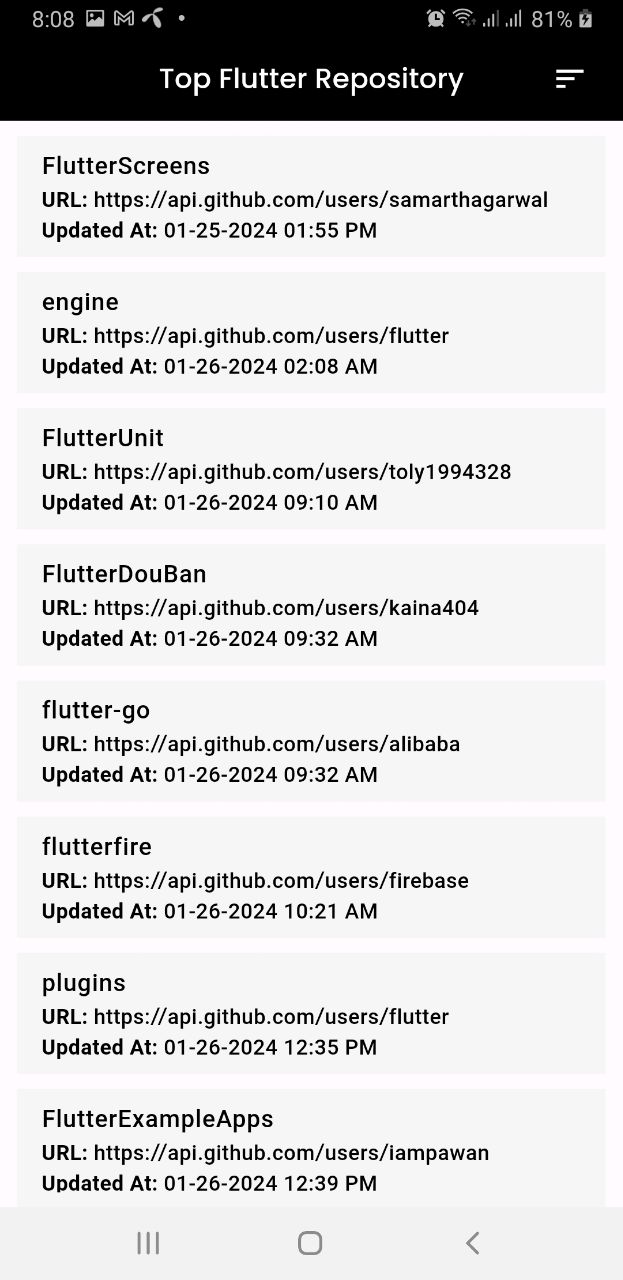 8:08
81%
Top Flutter Repository
FlutterScreens
URL: https://api.github.com/users/samarthagarwal
Updated At: 01-25-2024 01:55 PM
engine
URL: https://api.github.com/users/flutter
Updated At: 01-26-2024 02:08 AM
FlutterUnit
URL: https://api.github.com/users/toly1994328
Updated At: 01-26-2024 09:10 AM
FlutterDouBan
URL: https://api.github.com/users/kaina404
Updated At: 01-26-2024 09:32 AM
flutter-go
URL: https://api.github.com/users/alibaba
Updated At: 01-26-2024 09:32 AM
flutterfire
URL: https://api.github.com/users/firebase
Updated At: 01-26-2024 10:21 AM
plugins
URL: https://api.github.com/users/flutter
Updated At: 01-26-2024 12:35 PM
FlutterExampleApps
URL: https://api.github.com/users/iampawan
Updated At: 01-26-2024 12:39 PM